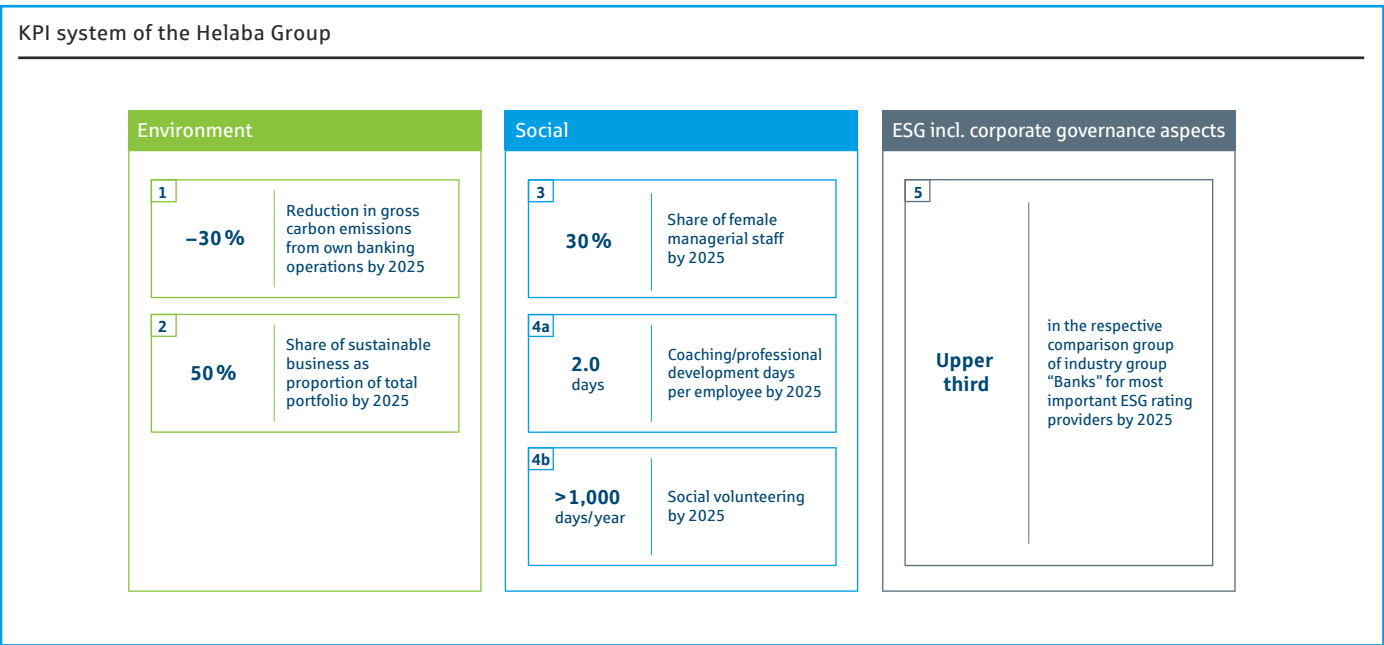 KPI system of the Helaba Group
Environment
1
–30 %
Reduction in gross
carbon emissions
from own banking
operations by 2025
2
50 %
Share of sustainable
business as
proportion of total
portfolio by 2025
Social
3
30 %
Share of female
managerial staff
by 2025
4a
2.0
days
Coaching/professional
development days
per employee by 2025
4b
>1,000
days/year
Social volunteering
by 2025
ESG incl. corporate governance aspects
5
Upper
third
in the respective
comparison group
of industry group
“Banks” for most
important ESG rating
providers by 2025